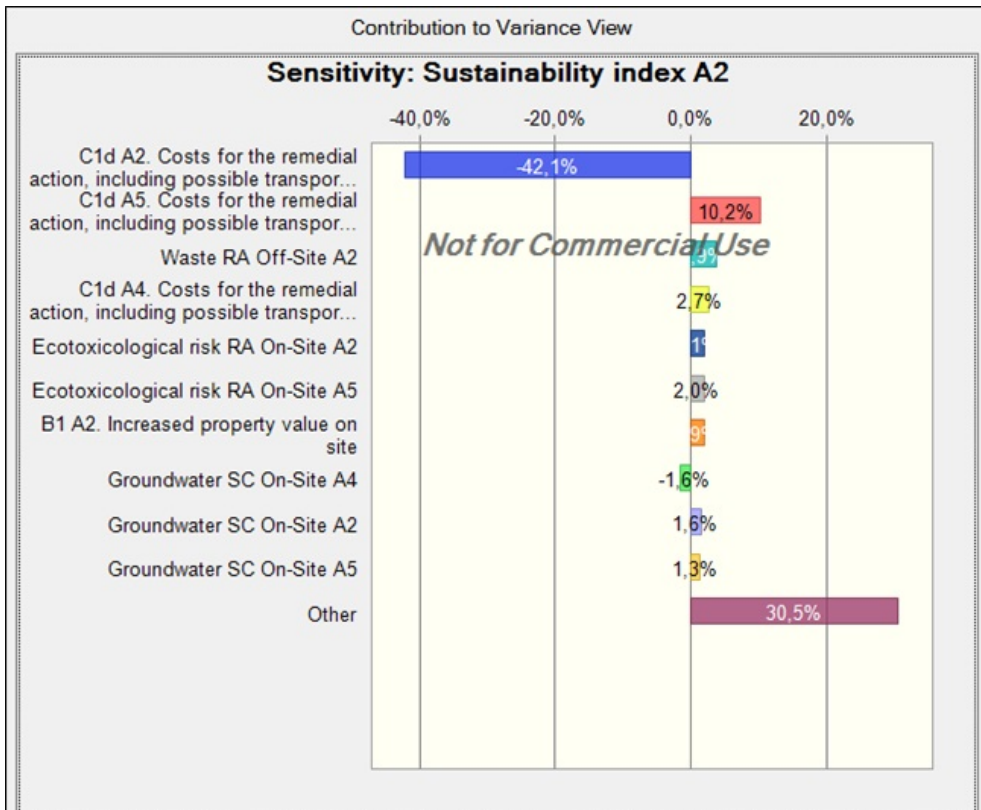 Contribution to Variance View
Sensitivity: Sustainability index A2
-40,0% -20,0% 0,0% 20,0%
C1d A2. Costs for the remedial
action, including possible transpor...
-42,1%
C1d A5. Costs for the remedial
action, including possible transpor...
10,2%
Not for Commercial Use
Waste RA Off-Site A2
C1d A4. Costs for the remedial
action, including possible transpor...
2,7%
Ecotoxicological risk RA On-Site A2
Ecotoxicological risk RA On-Site A5
2,0%
B1 A2. Increased property value on
site
Groundwater SC On-Site A4
-1,6%
Groundwater SC On-Site A2
1,6%
Groundwater SC On-Site A5
1,3%
Other
30,5%